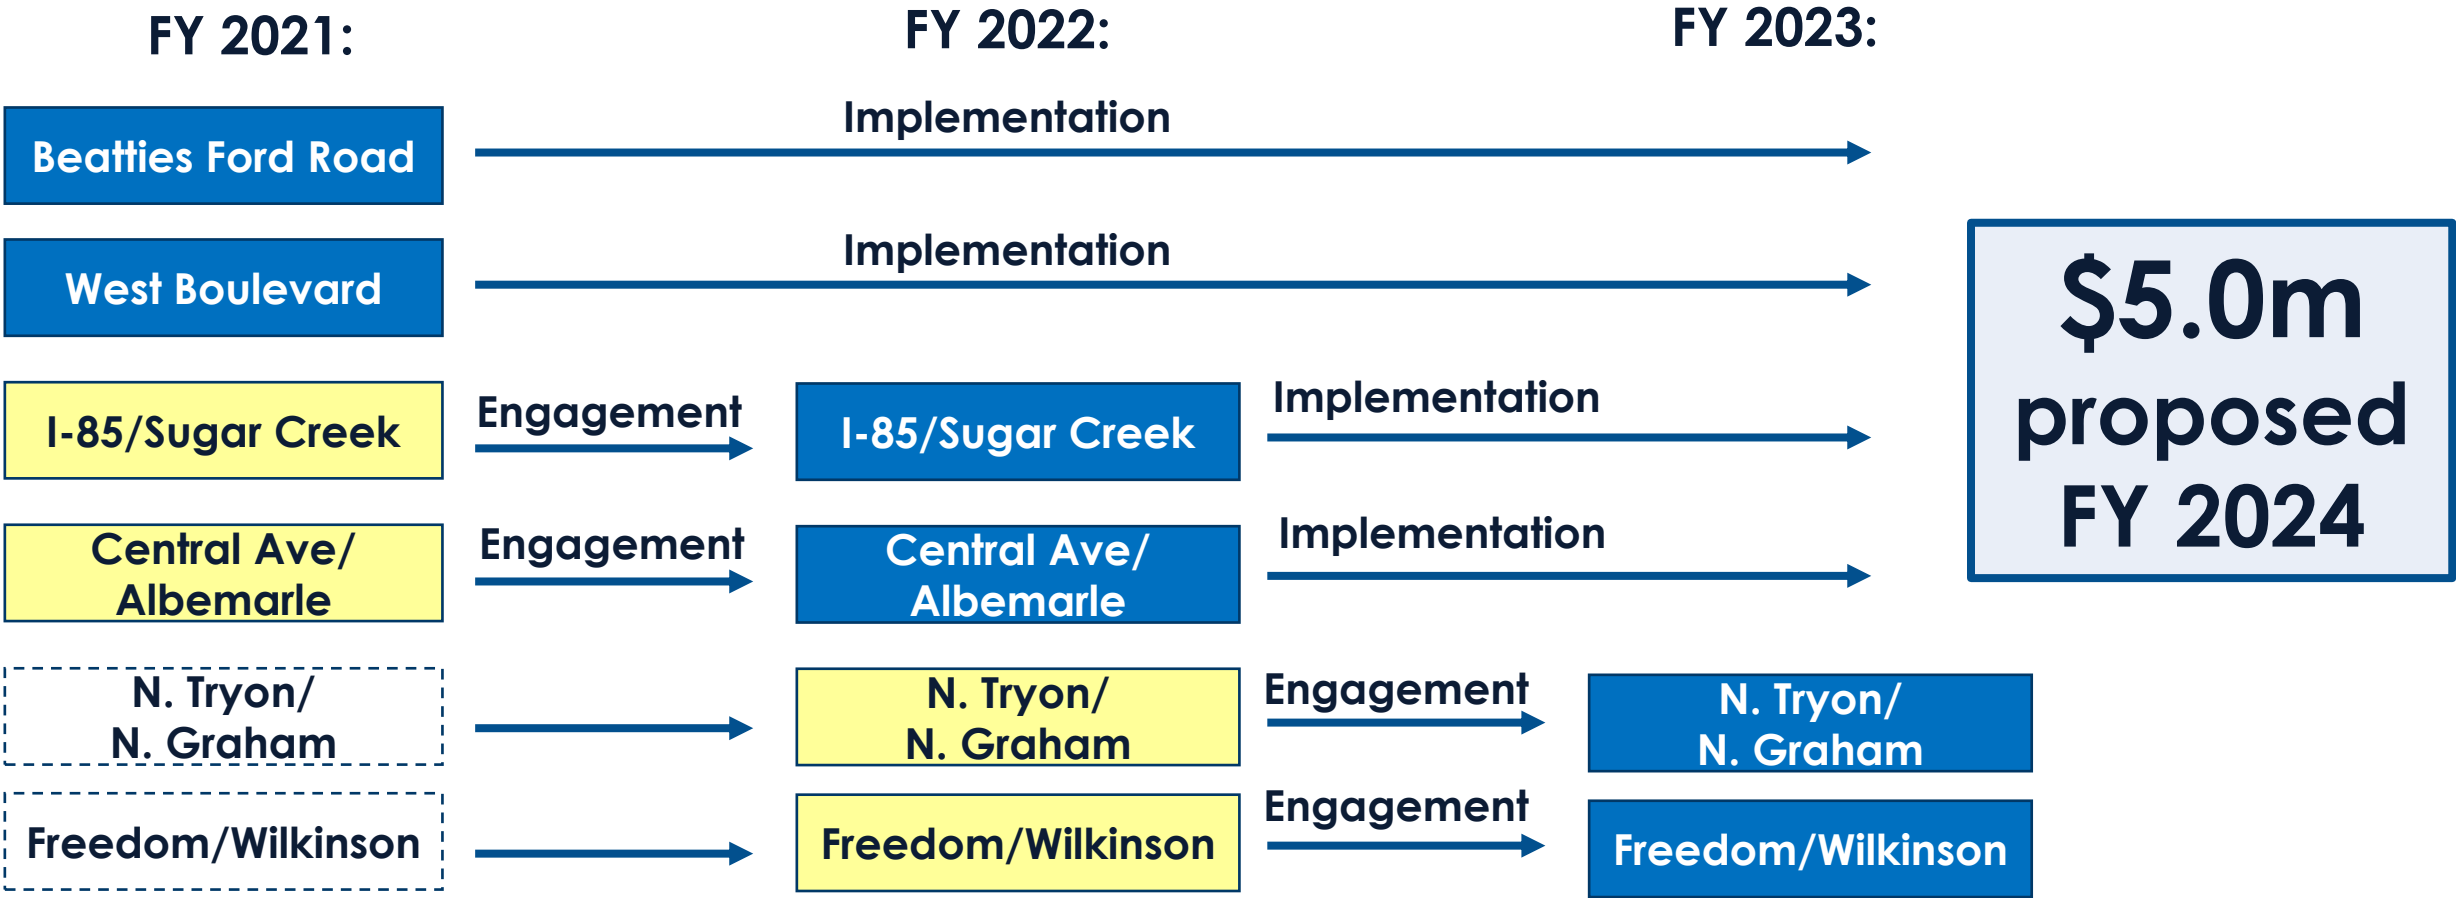 FY 2021:
FY 2022:
FY 2023:
Beatties Ford Road
Implementation
West Boulevard
Implementation
I-85/Sugar Creek
Engagement
I-85/Sugar Creek
Implementation
Central Ave/
Albemarle
Engagement
Central Ave/
Albemarle
Implementation
N. Tryon/
N. Graham
N. Tryon/
N. Graham
Engagement
N. Tryon/
N. Graham
Freedom/Wilkinson
Freedom/Wilkinson
Engagement
Freedom/Wilkinson
$5.0m
proposed
FY 2024